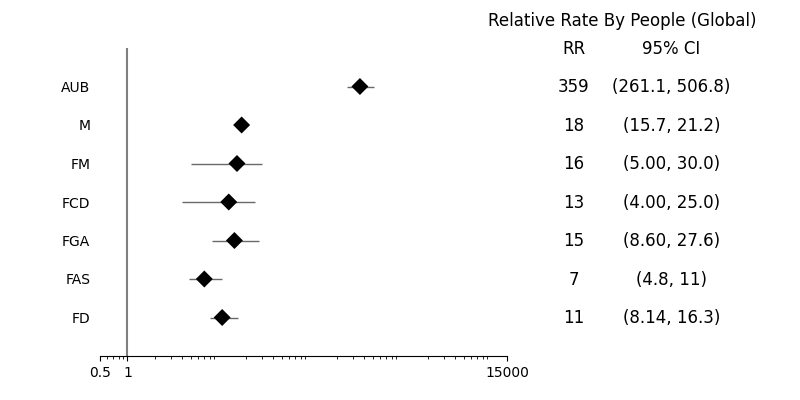 Relative Rate By People (Global)
RR 95% CI
AUB 359 (261.1, 506.8)
M 18 (15.7, 21.2)
FM 16 (5.00, 30.0)
FCD 13 (4.00, 25.0)
FGA 15 (8.60, 27.6)
FAS 7 (4.8, 11)
FD 11 (8.14, 16.3)
0.5 1 15000